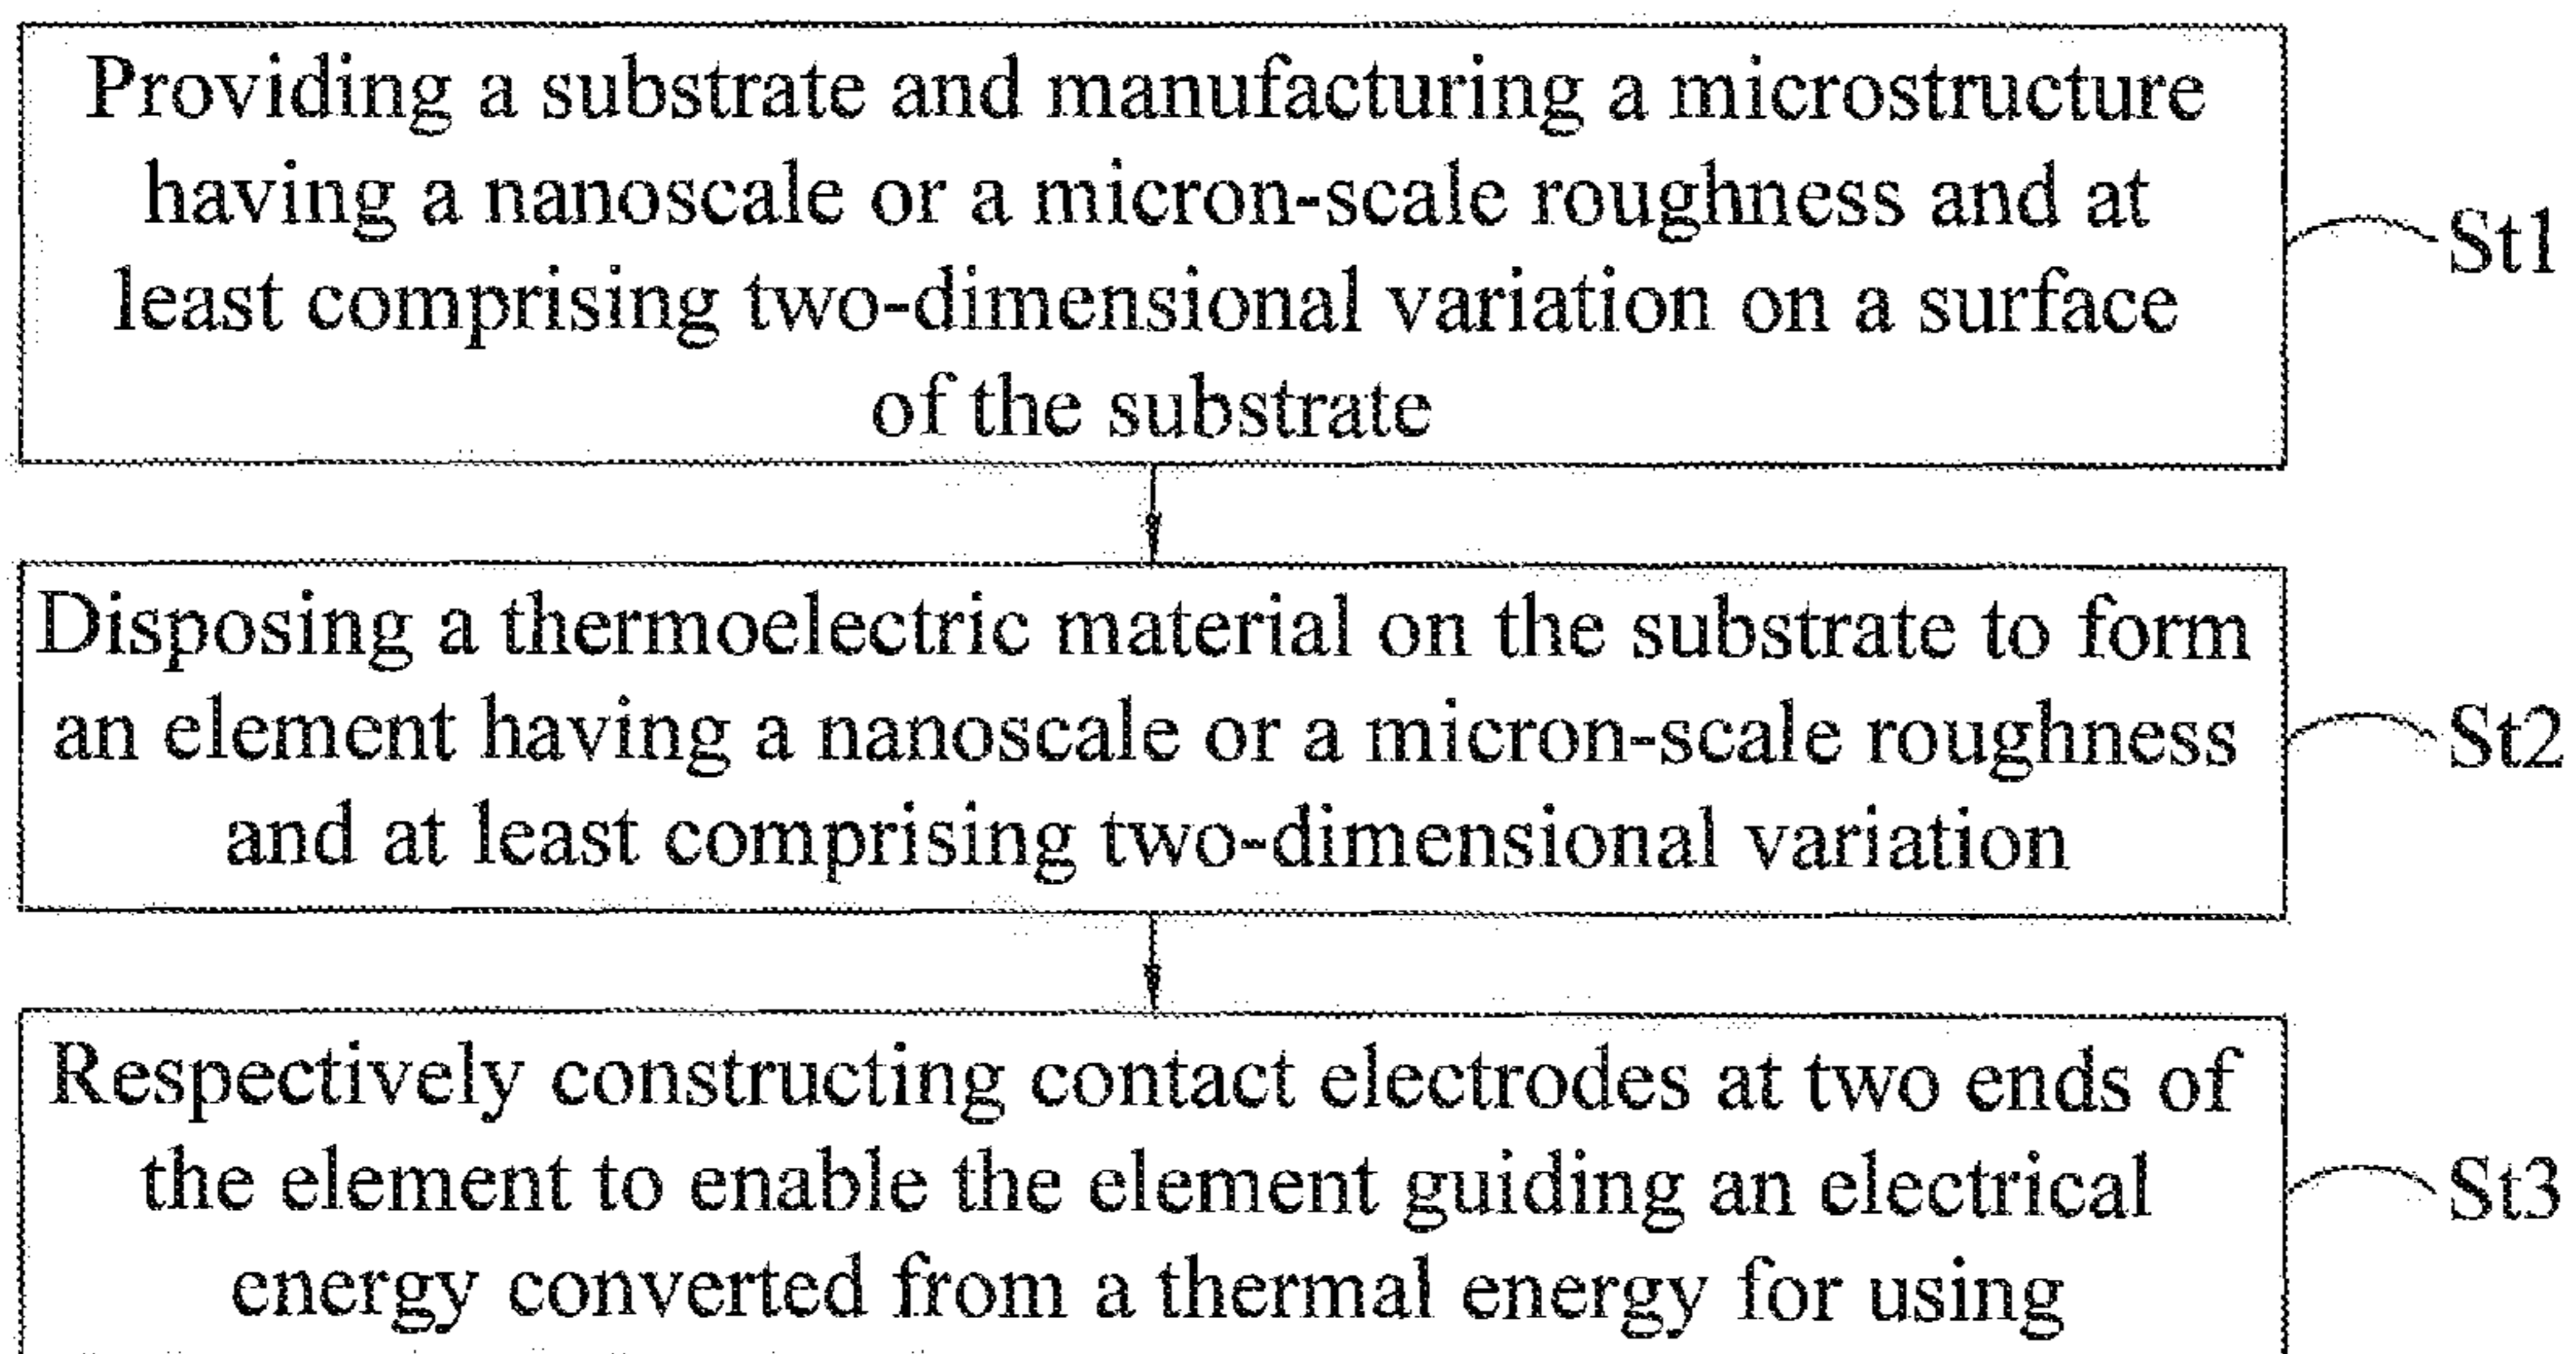 Providing a substrate and manufacturing a microstructure
having a nanoscale or a micron-scale roughness and at
least comprising two-dimensional variation on a surface
of the substrate
St1
Disposing a thermoelectric material on the substrate to form
an element having a nanoscale or a micron-scale roughness
and at least comprising two-dimensional variation
St2
Respectively constructing contact electrodes at two ends of
the element to enable the element guiding an electrical
energy converted from a thermal energy for using
St3